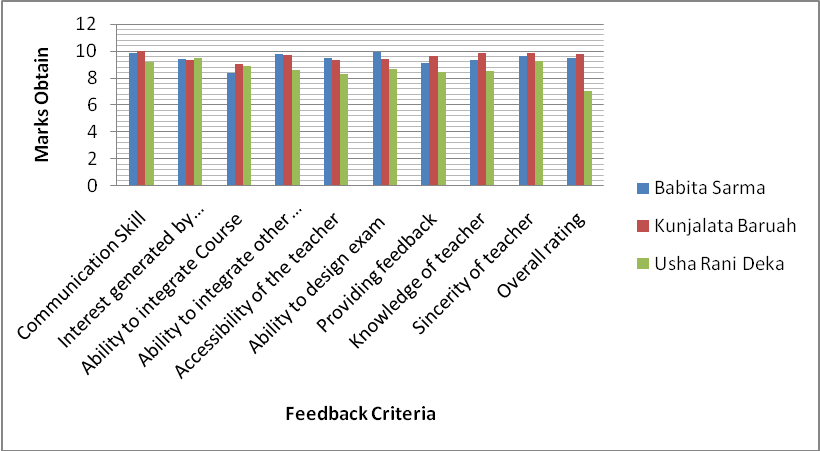 12
10
8
6
4
2
0
Marks Obtain
Communication Skill
Interest generated by...
Ability to integrate Course
Ability to integrate other...
Accessibility of the teacher
Ability to design exam
Providing feedback
Knowledge of teacher
Sincerity of teacher
Overall rating
Feedback Criteria
Babita Sarma
Kunjalata Baruah
Usha Rani Deka